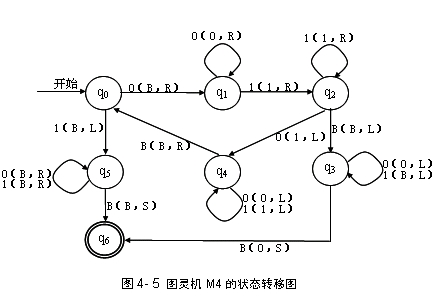 0(0,R)
1(1,R)
开始
q0
0(B,R)
q1
1(1,R)
q2
1(B,L)
B(B,R)
0(1,L)
B(B,L)
0(B,R)
1(B,R)
q5
q4
q3
0(0,L)
1(B,L)
0(0,L)
1(1,L)
B(B,S)
q6
B(0,S)
图4-5 图灵机M4的状态转移图